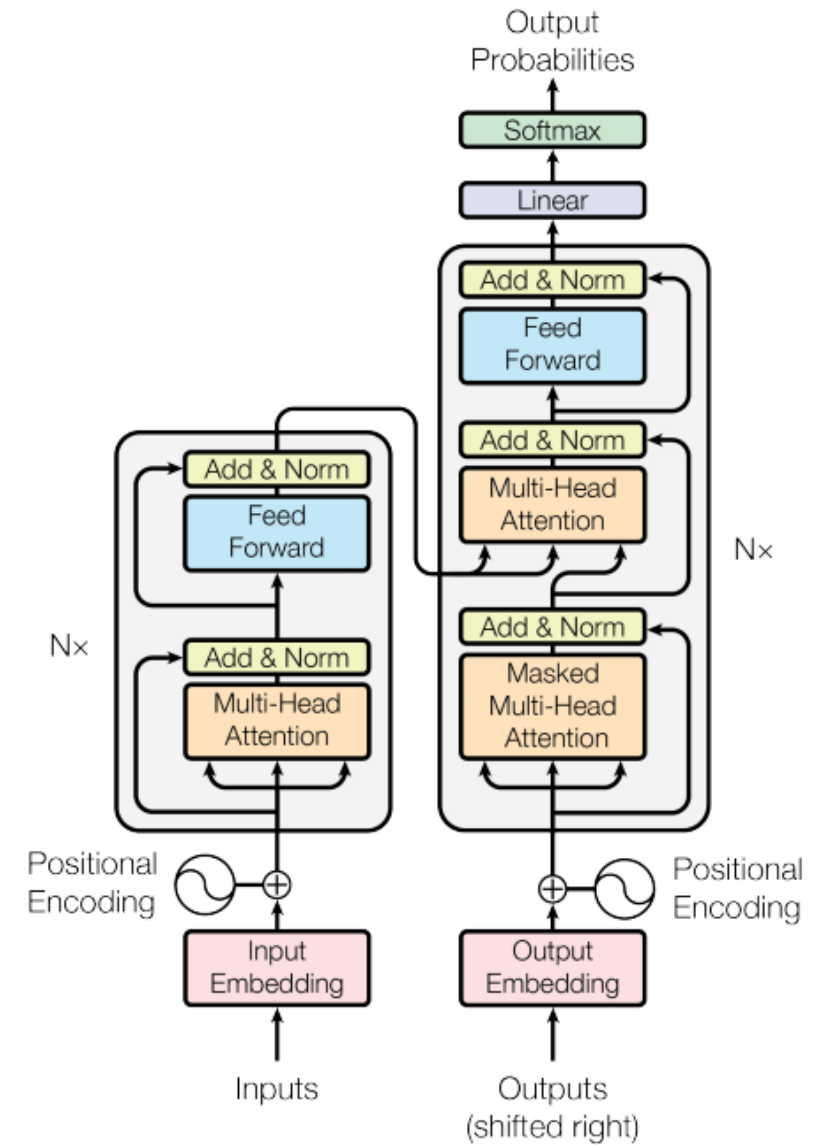 Output
Probabilities
Softmax
Linear
Add & Norm
Feed
Forward
Add & Norm
Multi-Head
Attention
Add & Norm
Masked
Multi-Head
Attention
Nx
Positional
Encoding
Output
Embedding
Outputs
(shifted right)
Add & Norm
Feed
Forward
Add & Norm
Multi-Head
Attention
Nx
Positional
Encoding
Input
Embedding
Inputs